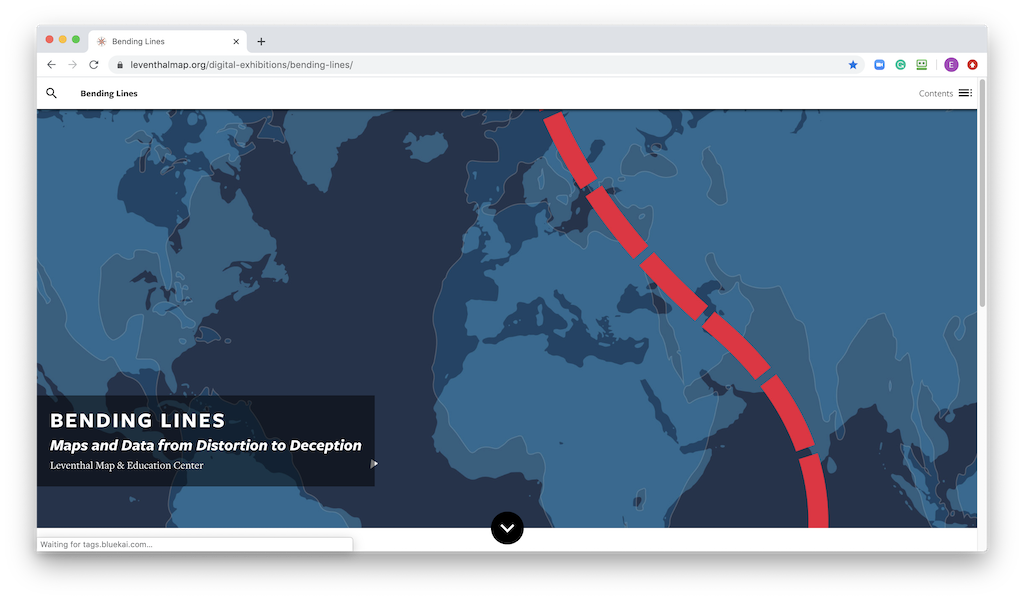 Bending Lines
leventhalmap.org/digital-exhibitions/bending-lines/
E
Bending Lines
Contents
BENDING LINES
Maps and Data from Distortion to Deception
Leventhal Map & Education Center
Waiting for tags.bluekai.com...